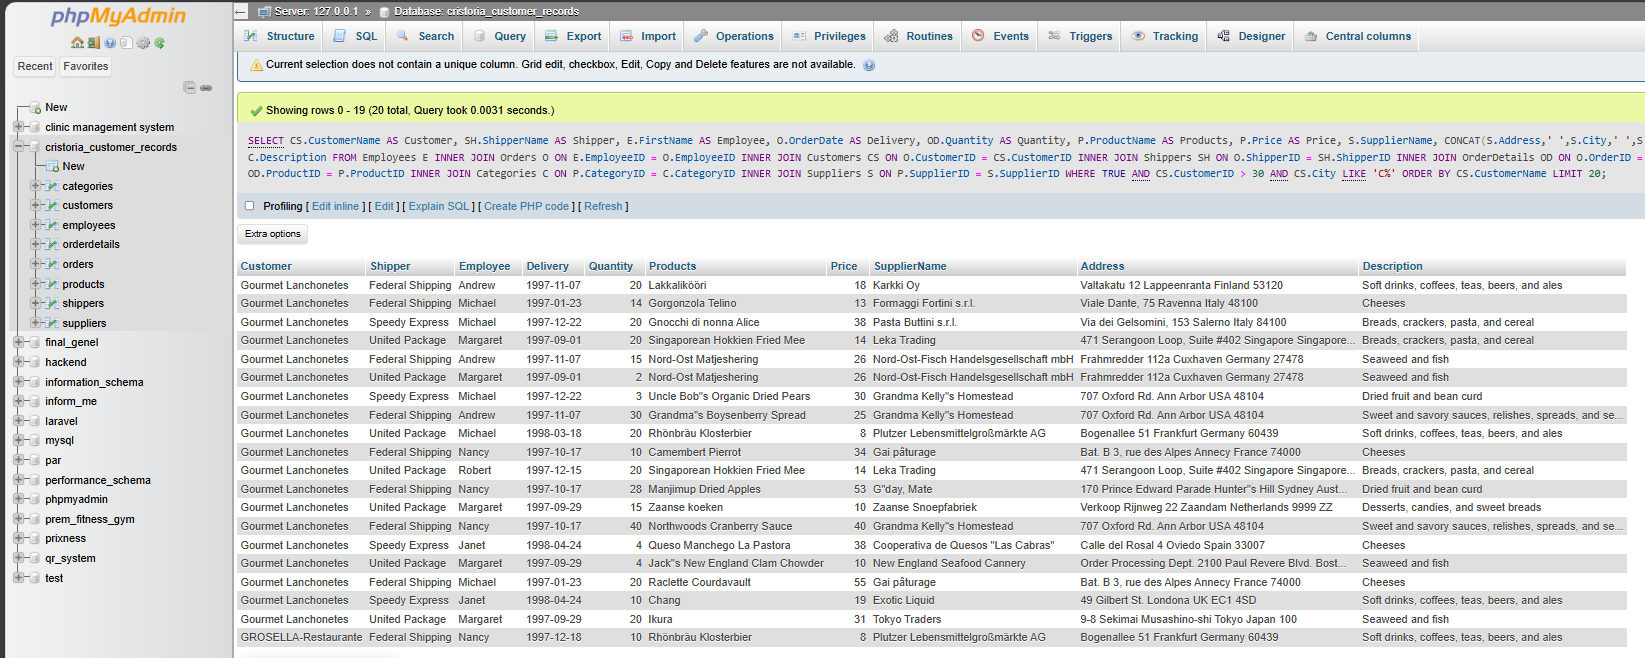 phpMyAdmin
Recent Favorites
New
clinic management system
cristoria_customer_records
New
categories
customers
employees
orderdetails
orders
products
shippers
suppliers
final_genel
hackend
information_schema
inform_me
laravel
mysql
par
performance_schema
phpmyadmin
prem_fitness_gym
prixness
qr_system
test
Server: 127.0.0.1 » Database: cristoria_customer_records
Structure SQL Search Query Export Import Operations Privileges Routines Events Triggers Tracking Designer Central columns
Current selection does not contain a unique column. Grid edit, checkbox, Edit, Copy and Delete features are not available.
Showing rows 0 - 19 (20 total, Query took 0.0031 seconds.)
SELECT CS.CustomerName AS Customer, SH.ShipperName AS Shipper, E.FirstName AS Employee, O.OrderDate AS Delivery, OD.Quantity AS Quantity, P.ProductName AS Products, P.Price AS Price, S.SupplierName, CONCAT(S.Address,' ',S.City,' ',S
C.Description FROM Employees E INNER JOIN Orders O ON E.EmployeeID = O.EmployeeID INNER JOIN Customers CS ON O.CustomerID = CS.CustomerID INNER JOIN Shippers SH ON O.ShipperID = SH.ShipperID INNER JOIN OrderDetails OD ON O.OrderID =
OD.ProductID = P.ProductID INNER JOIN Categories C ON P.CategoryID = C.CategoryID INNER JOIN Suppliers S ON P.SupplierID = S.SupplierID WHERE TRUE AND CS.CustomerID > 30 AND CS.City LIKE 'C%' ORDER BY CS.CustomerName LIMIT 20;
Profiling [ Edit inline ] [ Edit ] [ Explain SQL ] [ Create PHP code ] [ Refresh ]
Extra options
Customer Shipper Employee Delivery Quantity Products Price SupplierName Address Description
Gourmet Lanchonetes Federal Shipping Andrew 1997-11-07 20 Lakkalikööri 18 Karkki Oy Valtakatu 12 Lappeenranta Finland 53120 Soft drinks, coffees, teas, beers, and ales
Gourmet Lanchonetes Federal Shipping Michael 1997-01-23 14 Gorgonzola Telino 13 Formaggi Fortini s.r.l. Viale Dante, 75 Ravenna Italy 48100 Cheeses
Gourmet Lanchonetes Speedy Express Michael 1997-12-22 20 Gnocchi di nonna Alice 38 Pasta Buttini s.r.l. Via dei Gelsomini, 153 Salerno Italy 84100 Breads, crackers, pasta, and cereal
Gourmet Lanchonetes United Package Margaret 1997-09-01 20 Singaporean Hokkien Fried Mee 14 Leka Trading 471 Serangoon Loop, Suite #402 Singapore Singapore... Breads, crackers, pasta, and cereal
Gourmet Lanchonetes Federal Shipping Andrew 1997-11-07 15 Nord-Ost Matjeshering 26 Nord-Ost-Fisch Handelsgesellschaft mbH Frahmredder 112a Cuxhaven Germany 27478 Seaweed and fish
Gourmet Lanchonetes United Package Margaret 1997-09-01 2 Nord-Ost Matjeshering 26 Nord-Ost-Fisch Handelsgesellschaft mbH Frahmredder 112a Cuxhaven Germany 27478 Seaweed and fish
Gourmet Lanchonetes Speedy Express Michael 1997-12-22 3 Uncle Bob"s Organic Dried Pears 30 Grandma Kelly"s Homestead 707 Oxford Rd. Ann Arbor USA 48104 Dried fruit and bean curd
Gourmet Lanchonetes Federal Shipping Andrew 1997-11-07 30 Grandma"s Boysenberry Spread 25 Grandma Kelly"s Homestead 707 Oxford Rd. Ann Arbor USA 48104 Sweet and savory sauces, relishes, spreads, and se...
Gourmet Lanchonetes United Package Michael 1998-03-18 20 Rhönbräu Klosterbier 8 Plutzer Lebensmittelgroßmärkte AG Bogenallee 51 Frankfurt Germany 60439 Soft drinks, coffees, teas, beers, and ales
Gourmet Lanchonetes Federal Shipping Nancy 1997-10-17 10 Camembert Pierrot 34 Gai pâturage Bat. B 3, rue des Alpes Annecy France 74000 Cheeses
Gourmet Lanchonetes United Package Robert 1997-12-15 20 Singaporean Hokkien Fried Mee 14 Leka Trading 471 Serangoon Loop, Suite #402 Singapore Singapore... Breads, crackers, pasta, and cereal
Gourmet Lanchonetes Federal Shipping Nancy 1997-10-17 28 Manjimup Dried Apples 53 G"day, Mate 170 Prince Edward Parade Hunter"s Hill Sydney Aust... Dried fruit and bean curd
Gourmet Lanchonetes United Package Margaret 1997-09-29 15 Zaanse koeken 10 Zaanse Snoepfabriek Verkoop Rijnweg 22 Zaandam Netherlands 9999 ZZ Desserts, candies, and sweet breads
Gourmet Lanchonetes Federal Shipping Nancy 1997-10-17 40 Northwoods Cranberry Sauce 40 Grandma Kelly"s Homestead 707 Oxford Rd. Ann Arbor USA 48104 Sweet and savory sauces, relishes, spreads, and se...
Gourmet Lanchonetes Speedy Express Janet 1998-04-24 4 Queso Manchego La Pastora 38 Cooperativa de Quesos "Las Cabras" Calle del Rosal 4 Oviedo Spain 33007 Cheeses
Gourmet Lanchonetes United Package Margaret 1997-09-29 4 Jack"s New England Clam Chowder 10 New England Seafood Cannery Order Processing Dept. 2100 Paul Revere Blvd. Bost... Seaweed and fish
Gourmet Lanchonetes Federal Shipping Michael 1997-01-23 20 Raclette Courdavault 55 Gai pâturage Bat. B 3, rue des Alpes Annecy France 74000 Cheeses
Gourmet Lanchonetes Speedy Express Janet 1998-04-24 10 Chang 19 Exotic Liquid 49 Gilbert St. Londona UK EC1 4SD Soft drinks, coffees, teas, beers, and ales
Gourmet Lanchonetes United Package Margaret 1997-09-29 20 Ikura 31 Tokyo Traders 9-8 Sekimai Musashino-shi Tokyo Japan 100 Seaweed and fish
GROSELLA-Restaurante Federal Shipping Nancy 1997-12-18 10 Rhönbräu Klosterbier 8 Plutzer Lebensmittelgroßmärkte AG Bogenallee 51 Frankfurt Germany 60439 Soft drinks, coffees, teas, beers, and ales